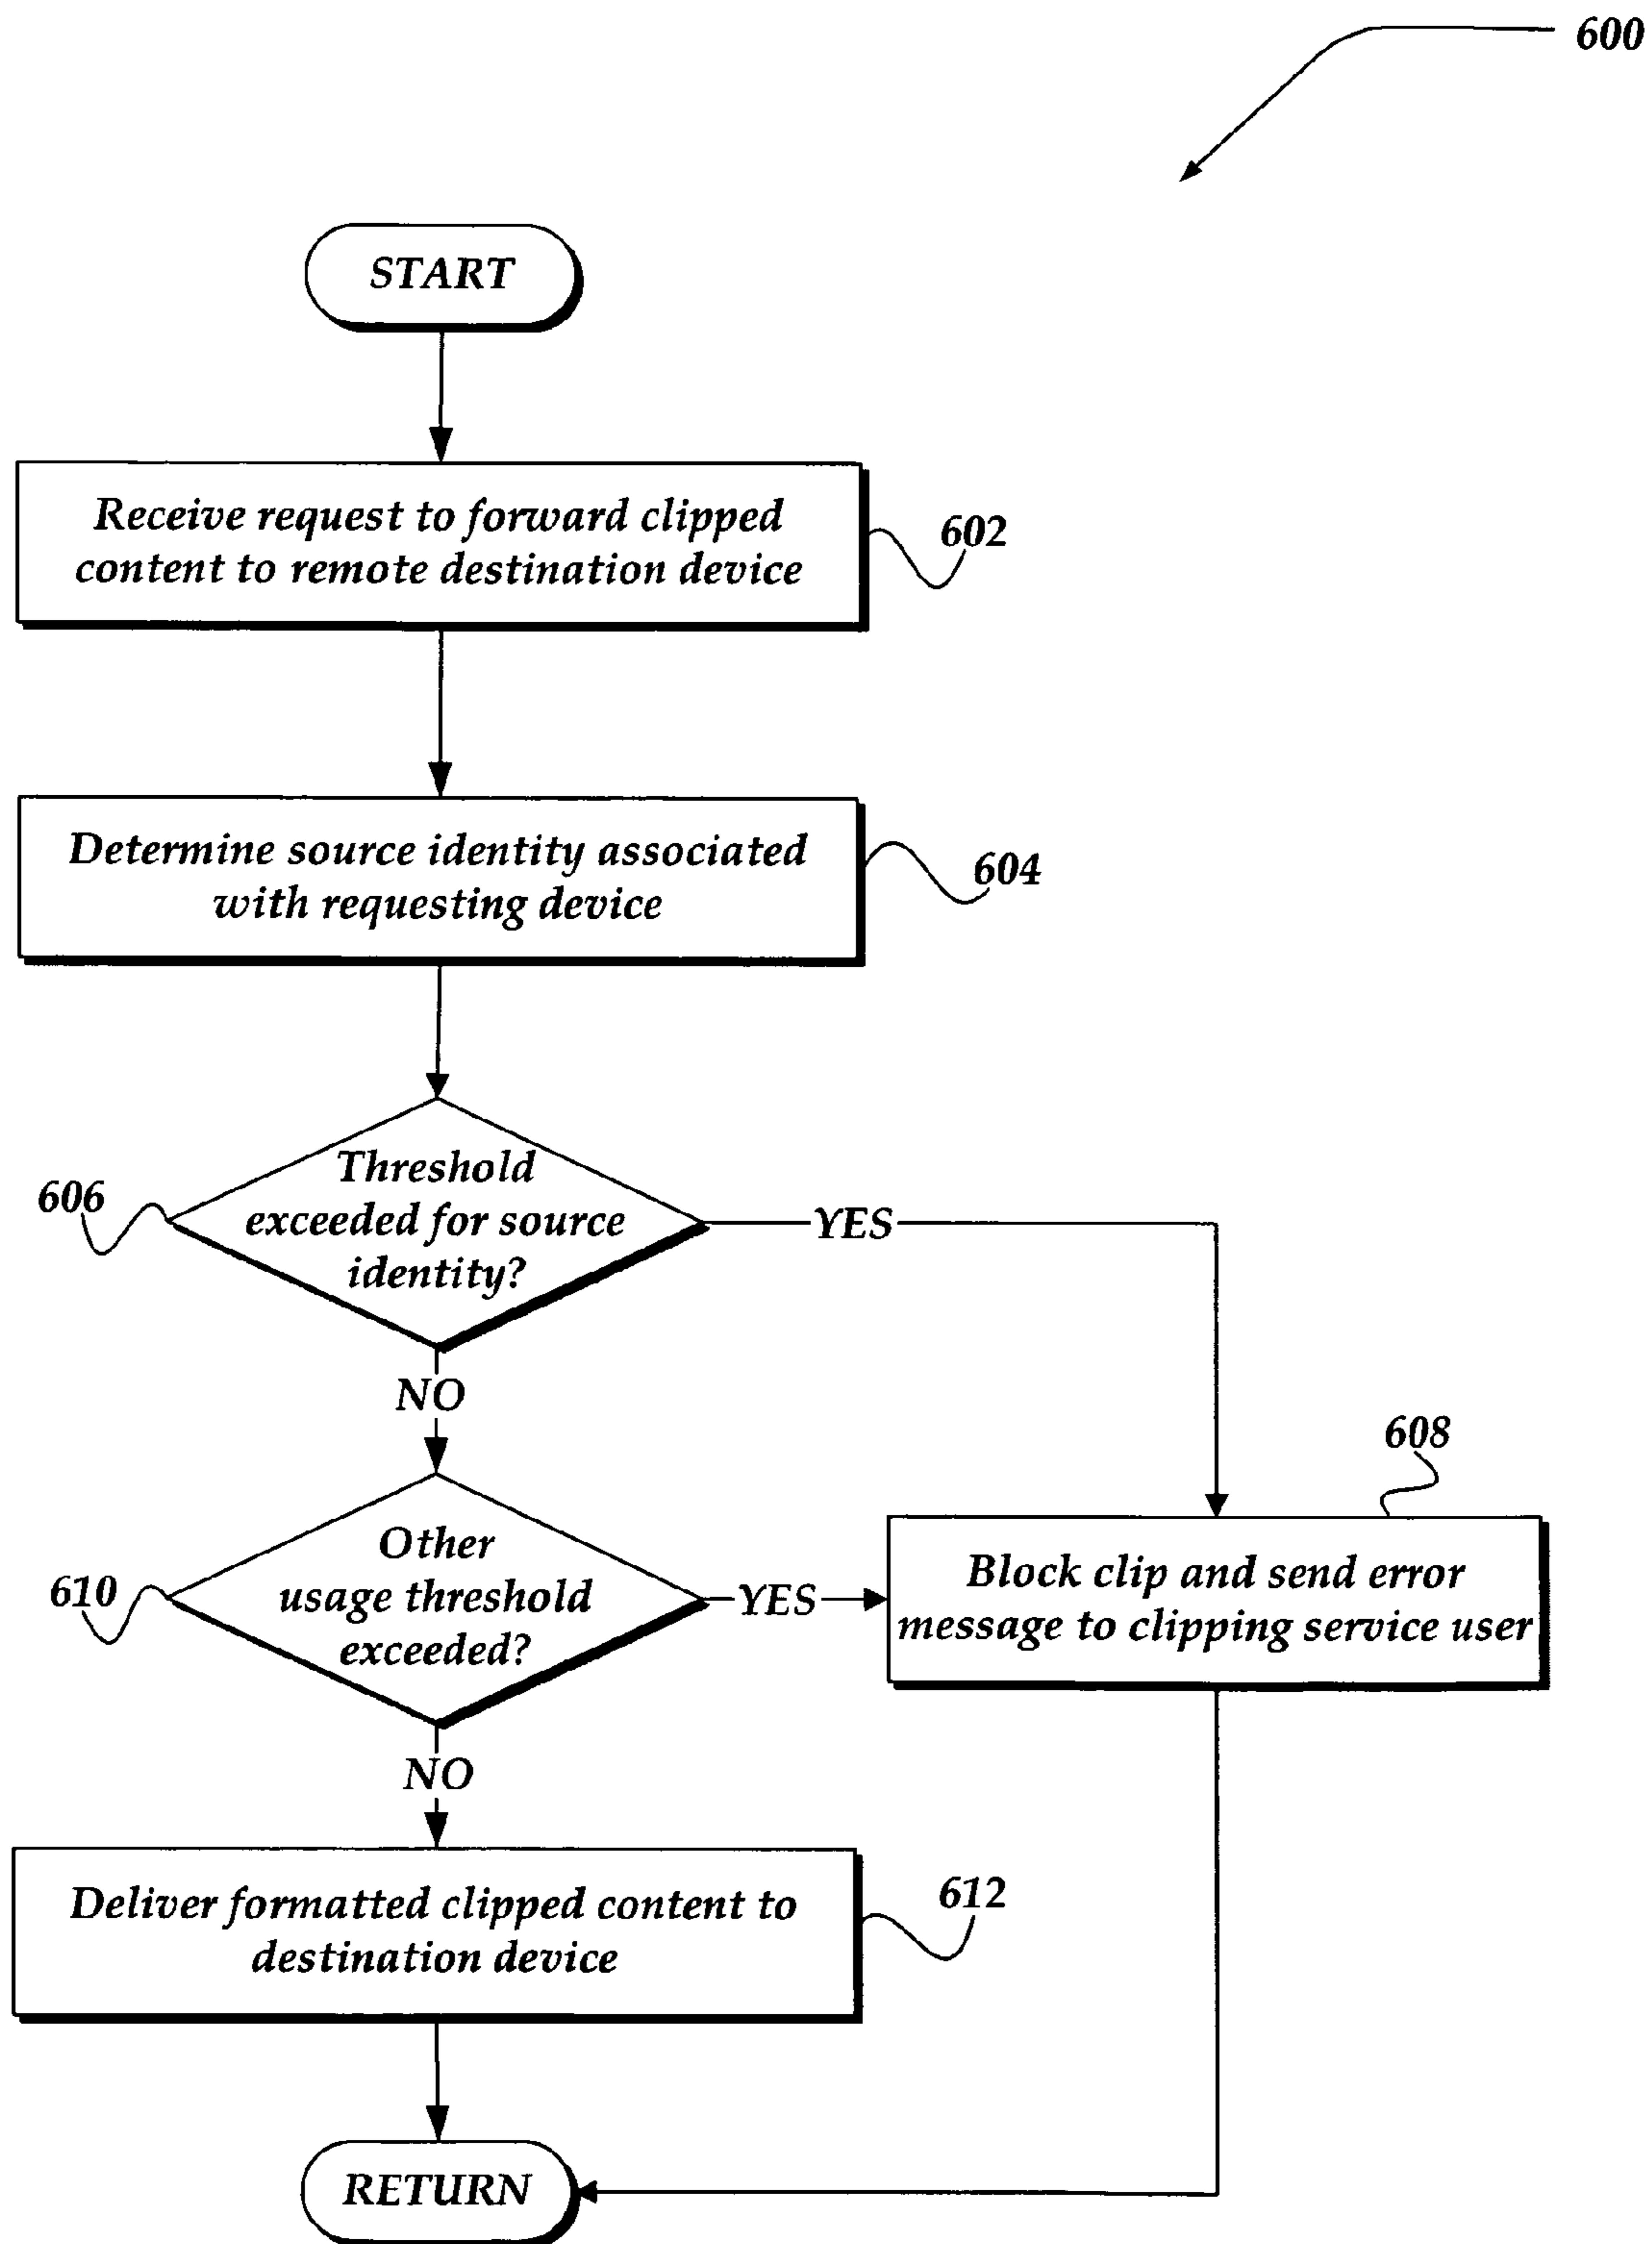 600
START
Receive request to forward clipped
content to remote destination device
602
Determine source identity associated
with requesting device
604
Threshold
exceeded for source
identity?
606
YES
NO
608
Other
usage threshold
exceeded?
610
YES
Block clip and send error
message to clipping service user
NO
Deliver formatted clipped content to
destination device
612
RETURN